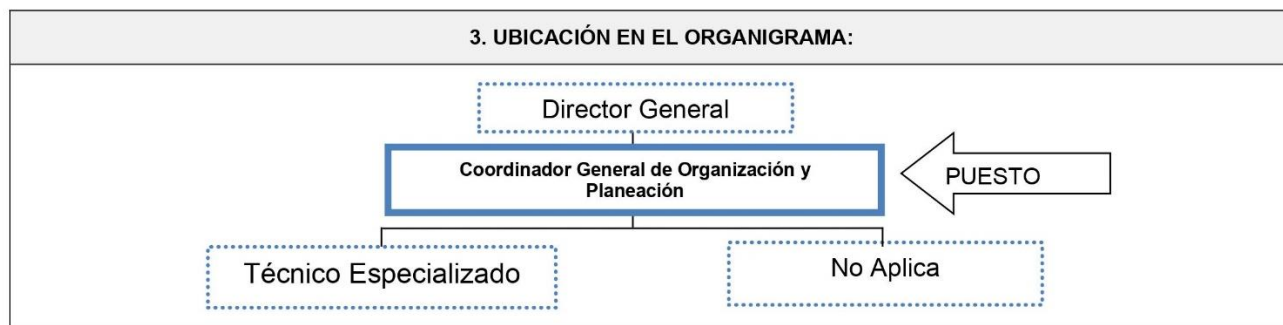 3. UBICACIÓN EN EL ORGANIGRAMA:
Director General
Coordinador General de Organización y
Planeación
PUESTO
Técnico Especializado
No Aplica